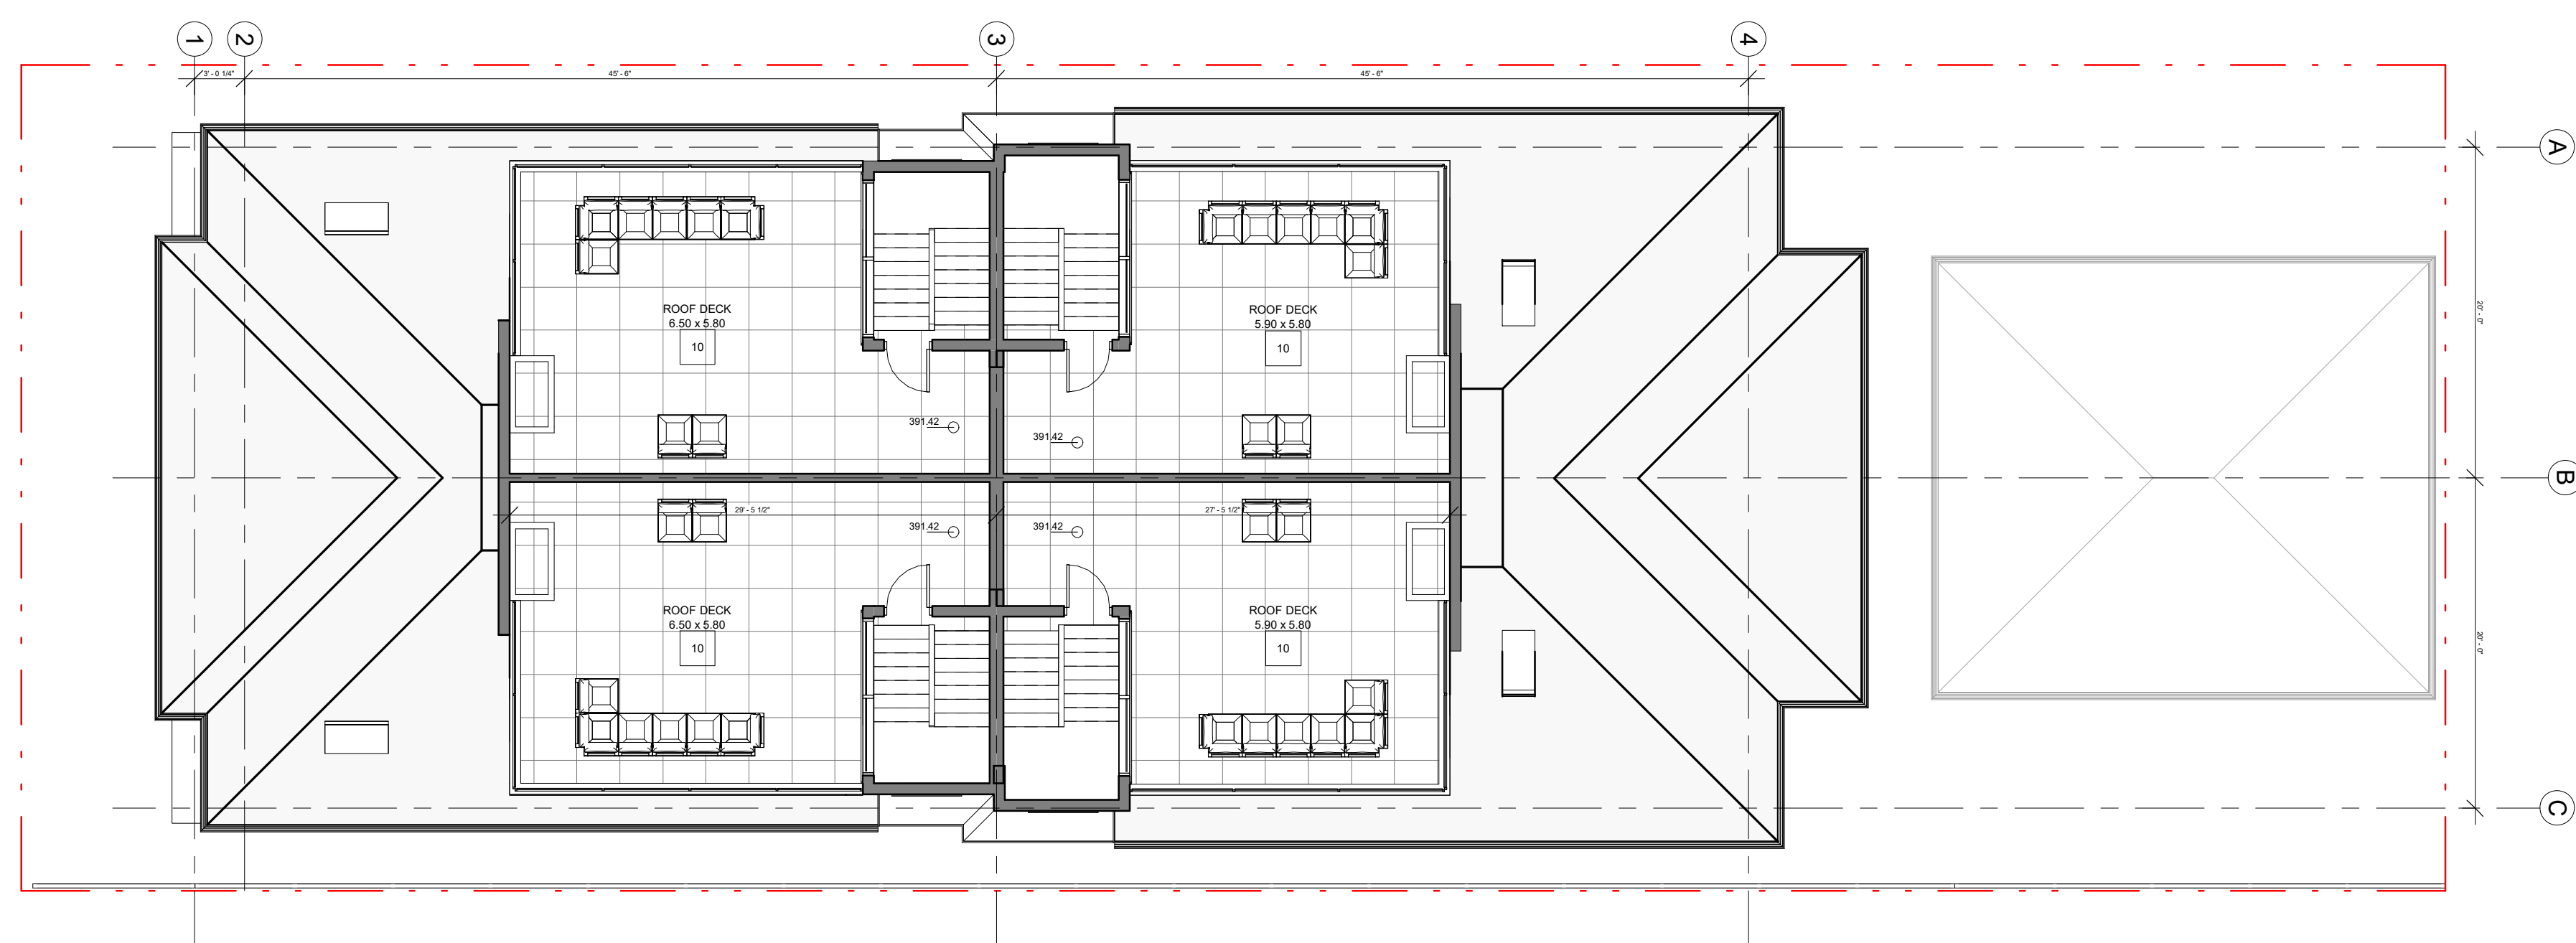 1
2
3
4
3' - 0 1/4"
45' - 6"
45' - 6"
A
20' - 0"
ROOF DECK
6.50 x 5.80
10
ROOF DECK
5.90 x 5.80
10
391.42
391.42
B
29' - 5 1/2"
27' - 5 1/2"
391.42
391.42
ROOF DECK
6.50 x 5.80
10
ROOF DECK
5.90 x 5.80
10
20' - 0"
C